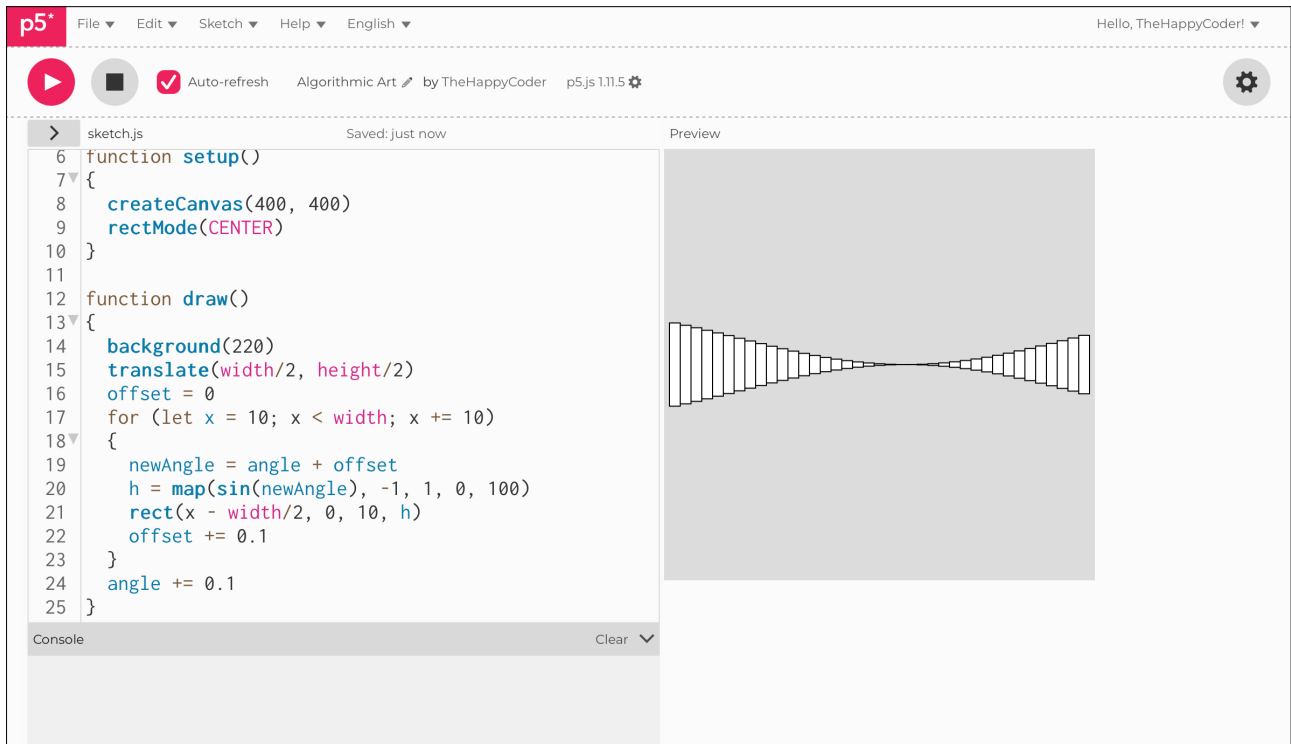 p5* File Edit Sketch Help English Hello, TheHappyCoder!
Auto-refresh Algorithmic Art by TheHappyCoder p5.js 1.11.5
sketch.js Saved: just now Preview
6 function setup()
7 {
8 createCanvas(400, 400)
9 rectMode(CENTER)
10 }
11
12 function draw()
13 {
14 background(220)
15 translate(width/2, height/2)
16 offset = 0
17 for (let x = 10; x < width; x += 10)
18 {
19 newAngle = angle + offset
20 h = map(sin(newAngle), -1, 1, 0, 100)
21 rect(x - width/2, 0, 10, h)
22 offset += 0.1
23 }
24 angle += 0.1
25 }
Console Clear